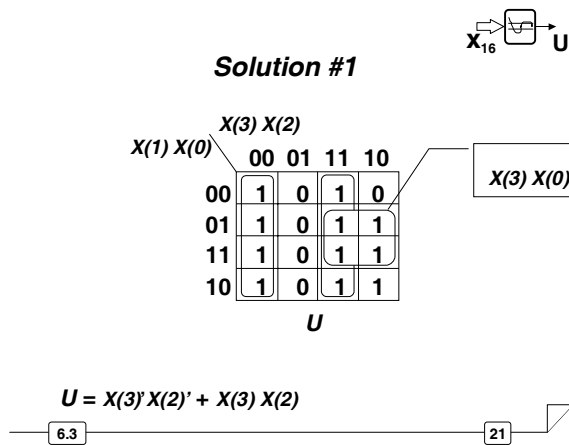 X16 U
Solution #1
X(3) X(2)
X(1) X(0)
00 01 11 10
00 1 0 1 0
01 1 0 1 1
11 1 0 1 1
10 1 0 1 1
X(3) X(0)
U
U = X(3)' X(2)' + X(3) X(2)
6.3
21